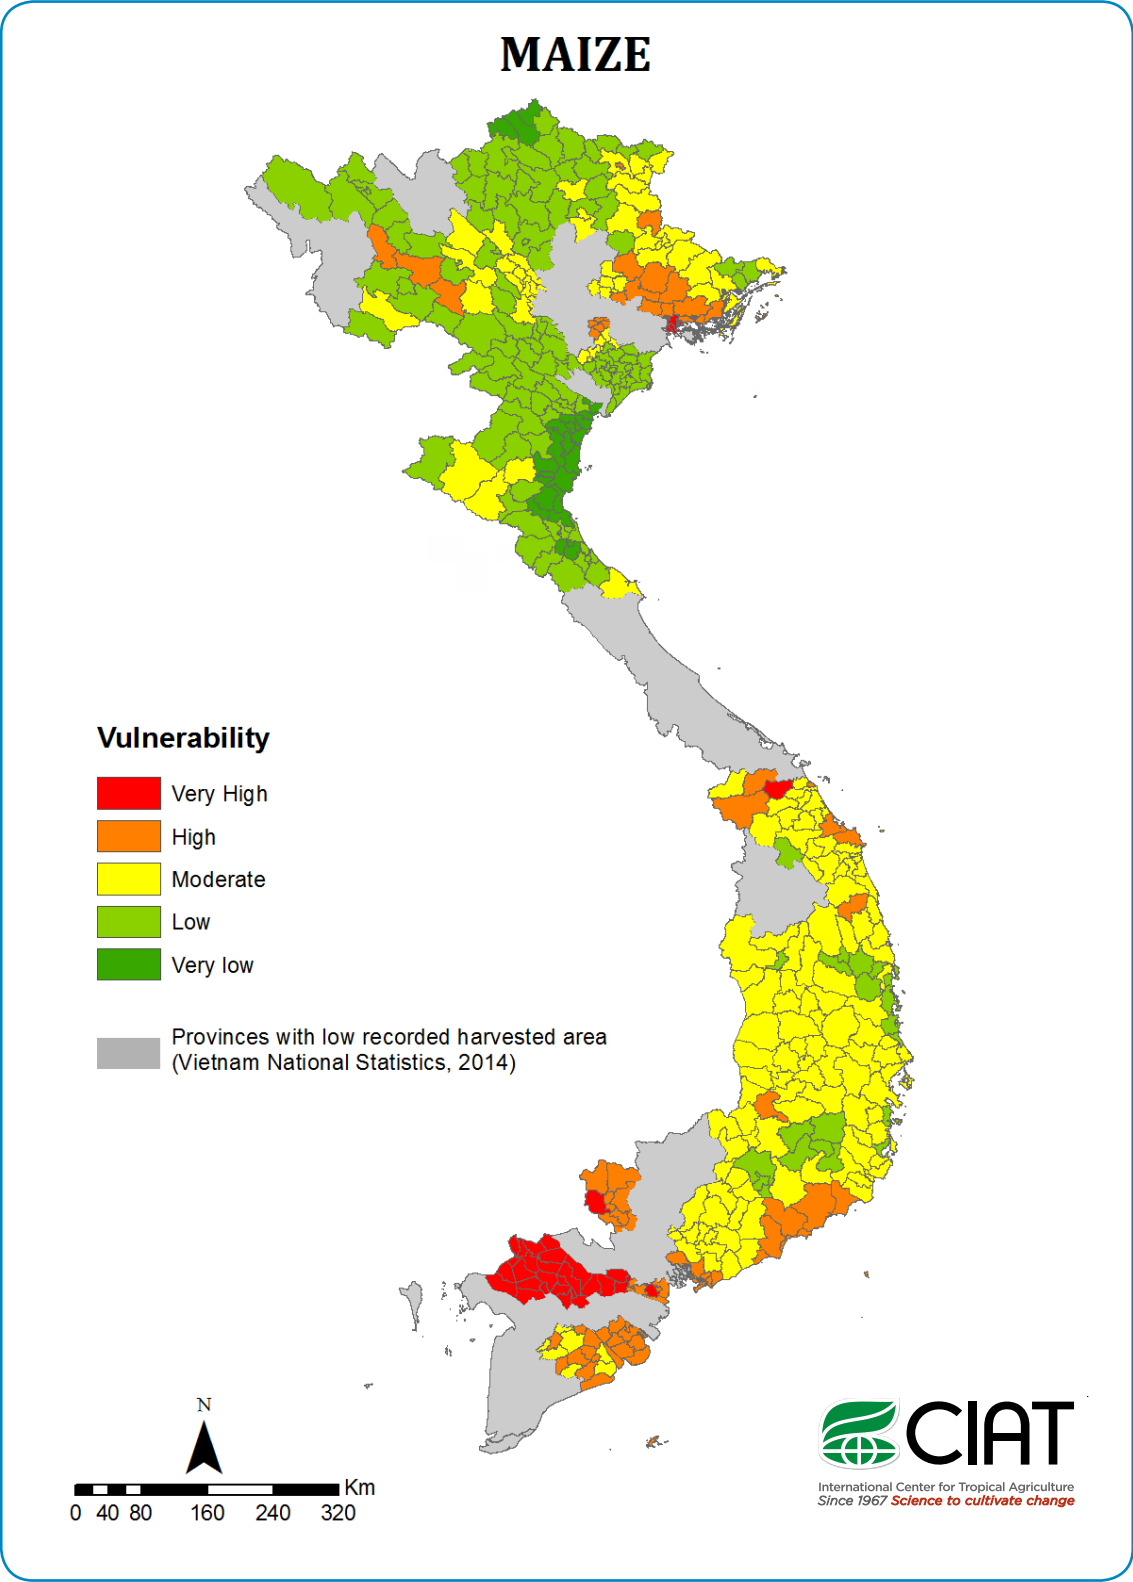 MAIZE
Vulnerability
Very High
High
Moderate
Low
Very low
Provinces with low recorded harvested area
(Vietnam National Statistics, 2014)
N
Km
0 40 80 160 240 320
CIAT
International Center for Tropical Agriculture
Since 1967 Science to cultivate change